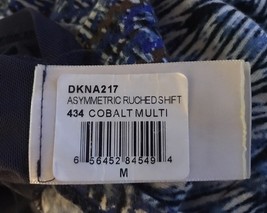 DKNA217
ASYMMETRIC RUCHED SHIFT
434 COBALT MULTI
6 56452 84549 4
M